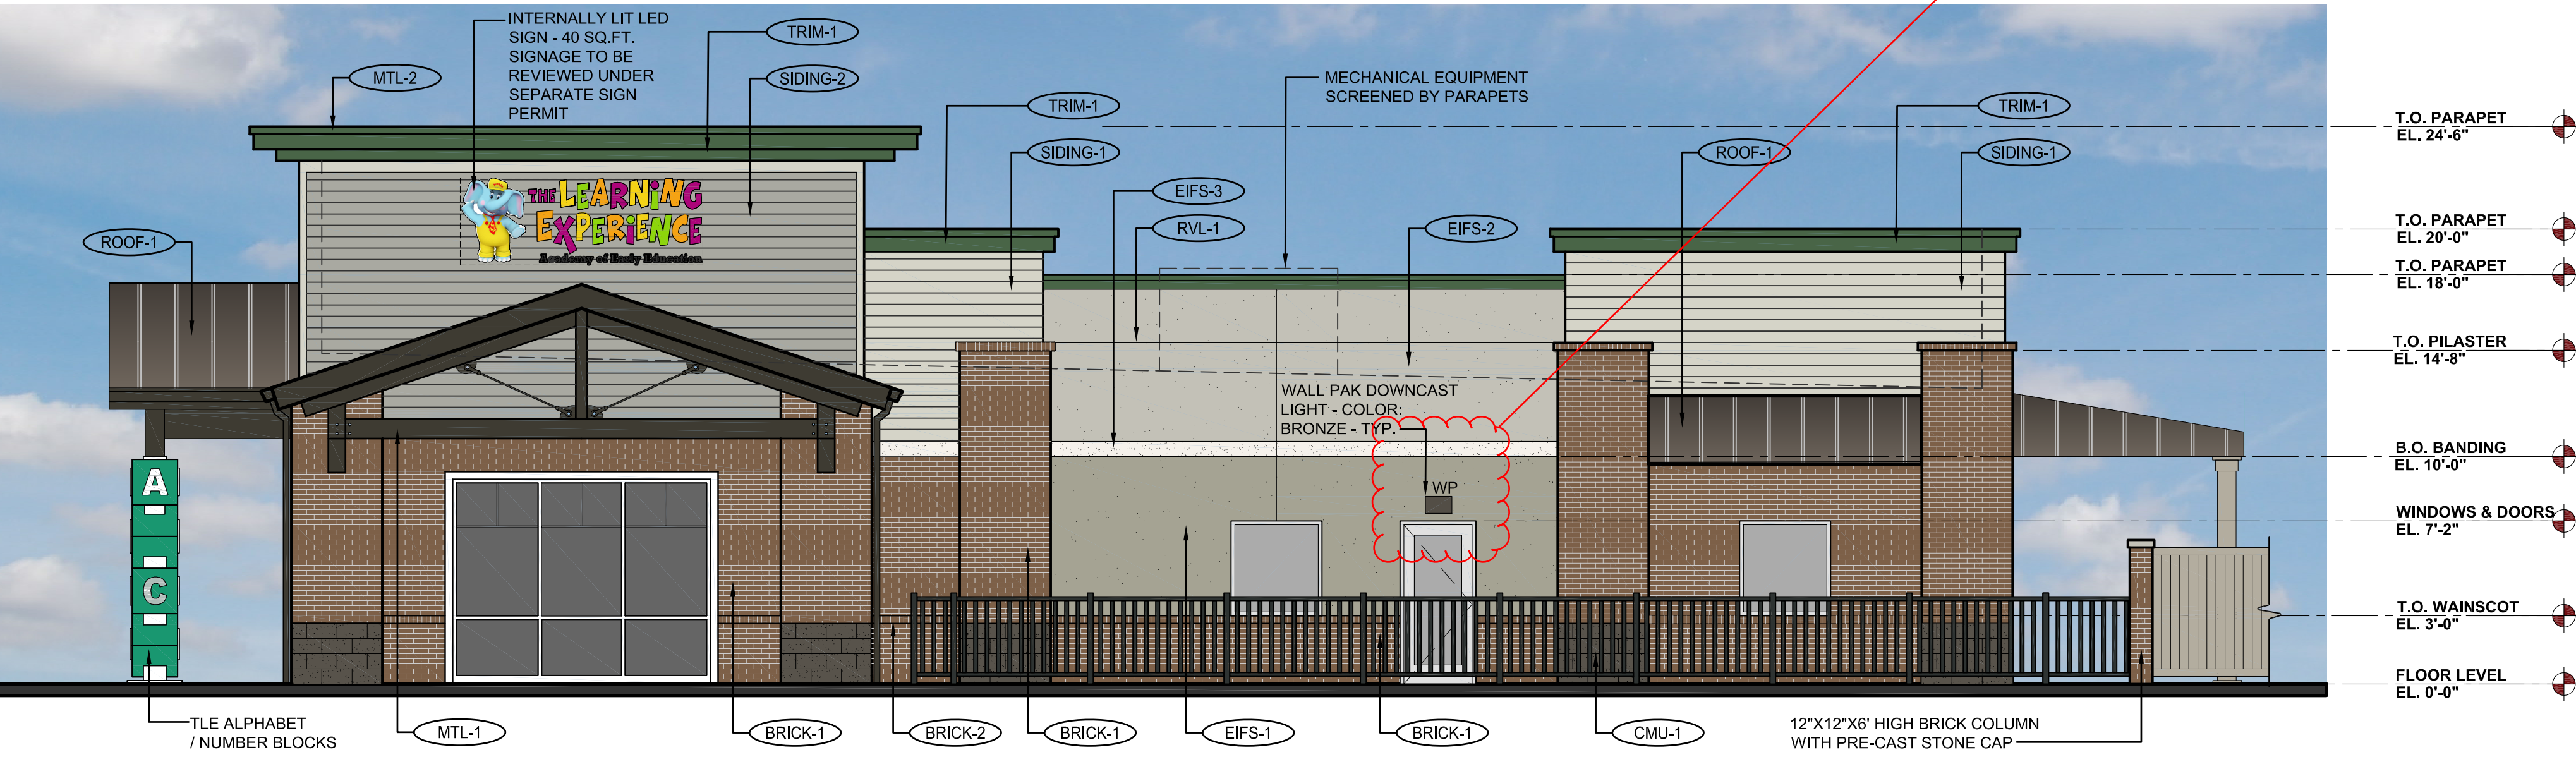 INTERNALLY LIT LED
SIGN - 40 SQ.FT.
SIGNAGE TO BE
REVIEWED UNDER
SEPARATE SIGN
PERMIT
TRIM-1
MTL-2
SIDING-2
MECHANICAL EQUIPMENT
SCREENED BY PARAPETS
TRIM-1
TRIM-1
SIDING-1
ROOF-1
SIDING-1
EIFS-3
RVL-1
EIFS-2
ROOF-1
THE LEARNING
EXPERIENCE
Academy of Early Education
WALL PAK DOWNCAST
LIGHT - COLOR:
BRONZE - TYP.
WP
A
C
T.O. PARAPET
EL. 24'-6"
T.O. PARAPET
EL. 20'-0"
T.O. PARAPET
EL. 18'-0"
T.O. PILASTER
EL. 14'-8"
B.O. BANDING
EL. 10'-0"
WINDOWS & DOORS
EL. 7'-2"
T.O. WAINSCOT
EL. 3'-0"
FLOOR LEVEL
EL. 0'-0"
TLE ALPHABET
/ NUMBER BLOCKS
MTL-1
BRICK-1
BRICK-2
BRICK-1
EIFS-1
BRICK-1
CMU-1
12"X12"X6' HIGH BRICK COLUMN
WITH PRE-CAST STONE CAP